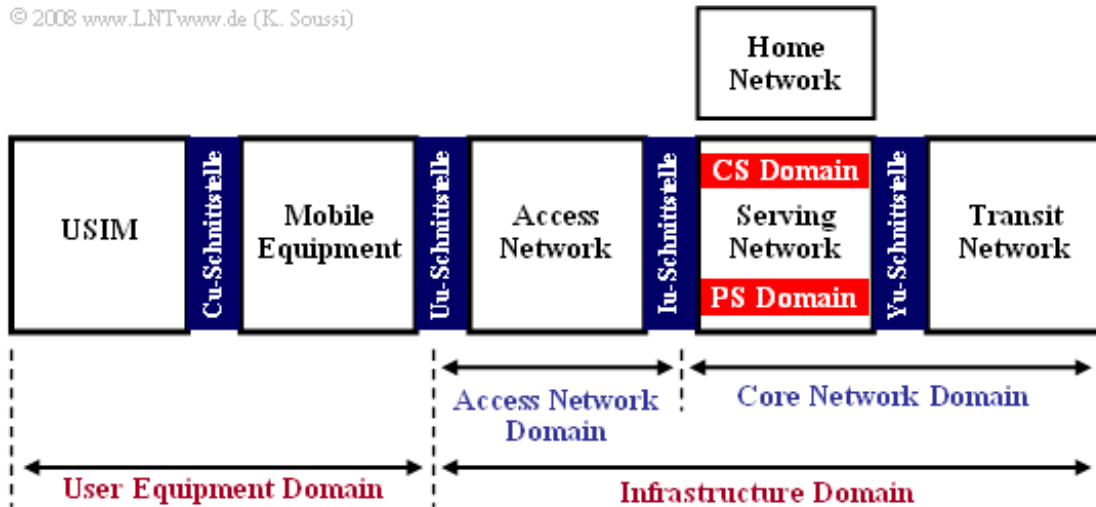 © 2008 www.LNTwww.de (K. Soussi)
Home
Network
USIM
Cu-Schnittstelle
Mobile
Equipment
Uu-Schnittstelle
Access
Network
Iu-Schnittstelle
CS Domain
Serving
Network
PS Domain
Yu-Schnittstelle
Transit
Network
Access Network
Domain
Core Network Domain
User Equipment Domain
Infrastructure Domain